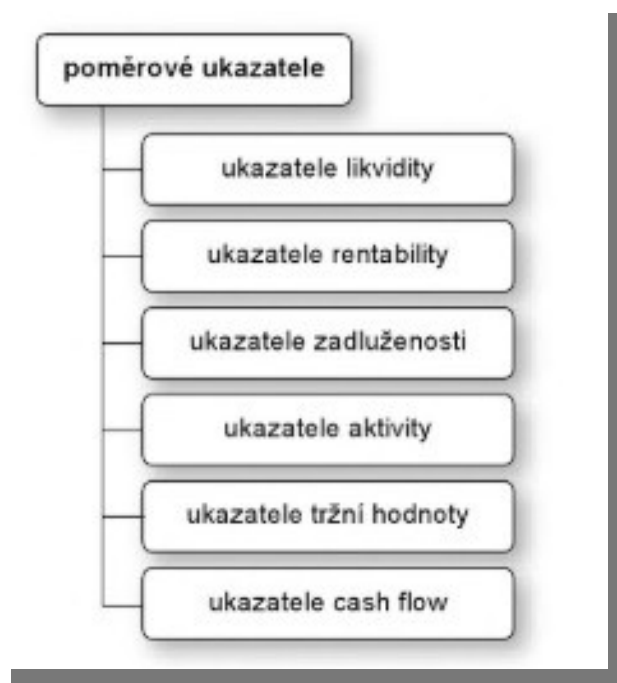 poměrové ukazatele
ukazatele likvidity
ukazatele rentability
ukazatele zadluženosti
ukazatele aktivity
ukazatele tržní hodnoty
ukazatele cash flow